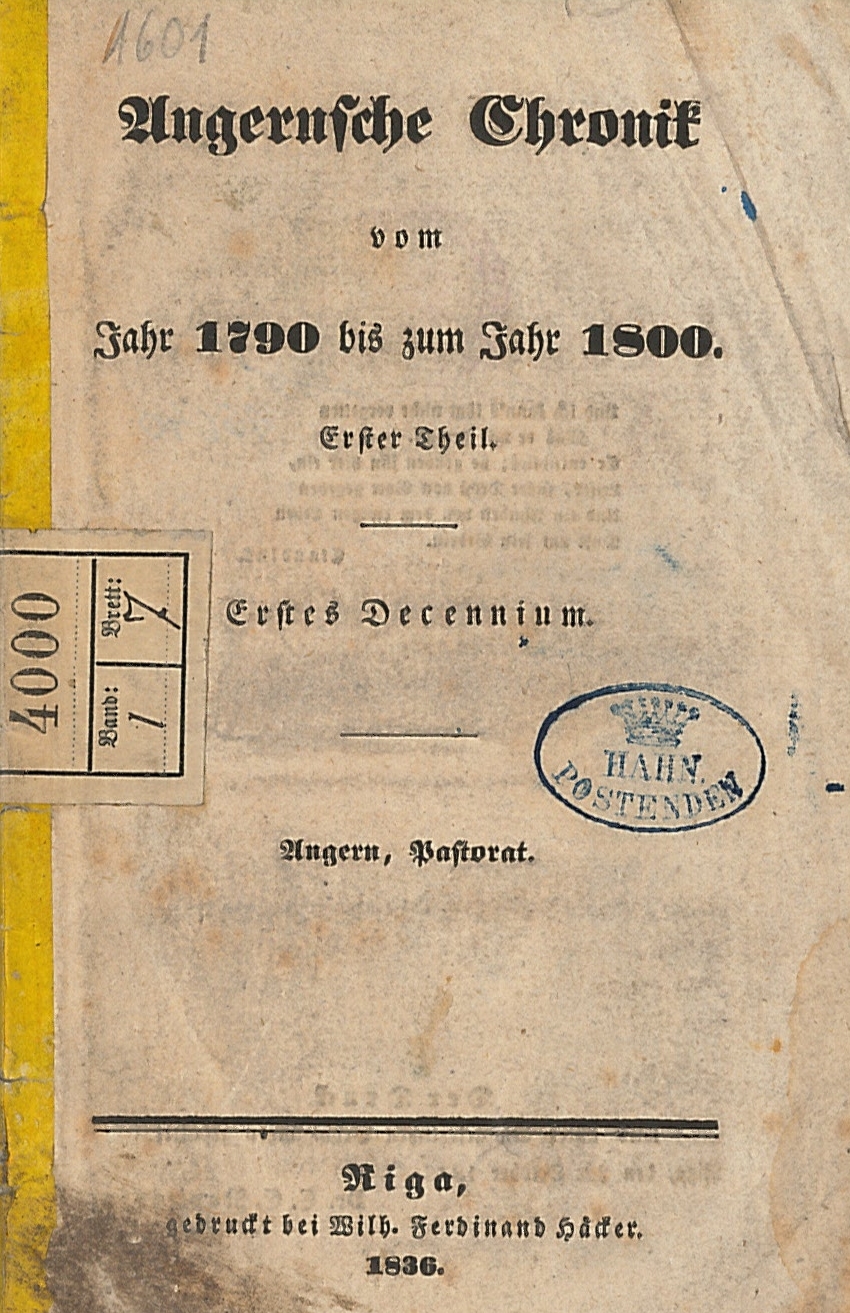 1601
Angernsche Chronik
vom
Jahr 1790 bis zum Jahr 1800.
Erster Theil.
Erstes Decennium.
4000
Brett: 7
Band: 1
HAHN.
POSTENDEN
Angern, Pastorat.
Riga,
gedruckt bei Wilh. Ferdinand Häcker.
1836.